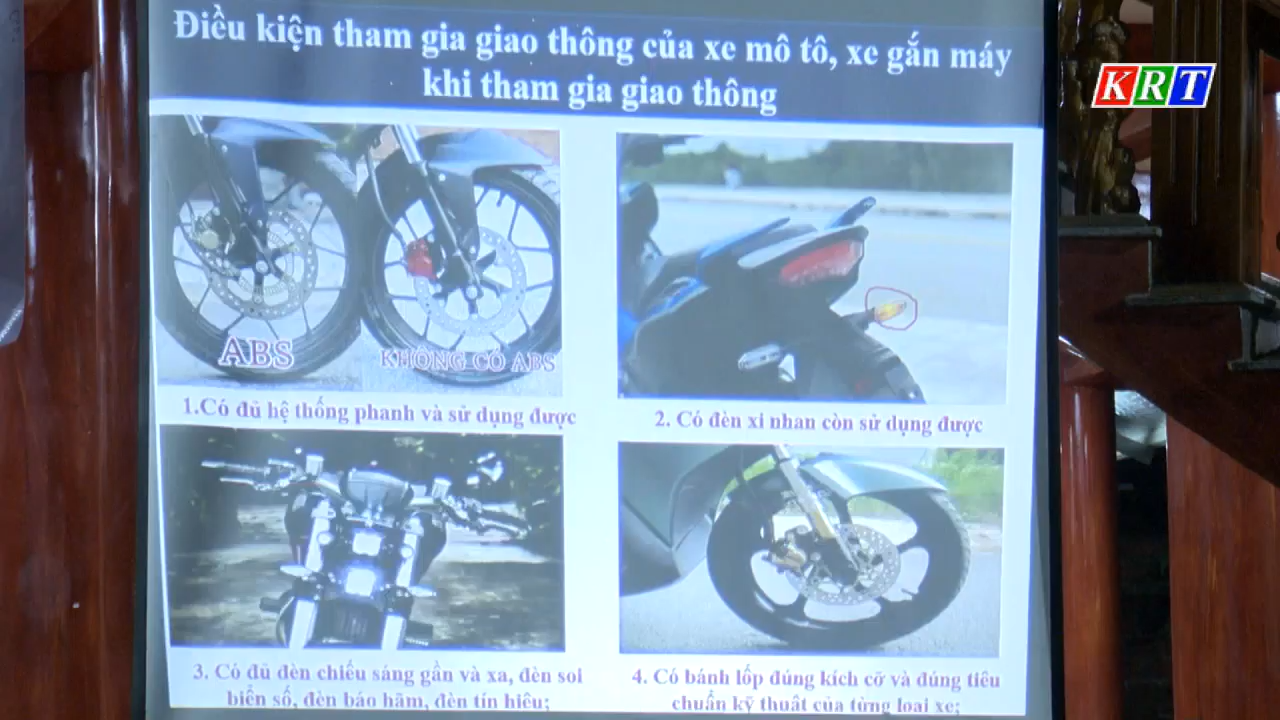 Điều kiện tham gia giao thông của xe mô tô, xe gắn máy
khi tham gia giao thông
KRT
ABS
KHÔNG CÓ ABS
1.Có đủ hệ thống phanh và sử dụng được
2. Có đèn xi nhan còn sử dụng được
3. Có đủ đèn chiếu sáng gần và xa, đèn soi
biển số, đèn báo hãm, đèn tín hiệu;
4. Có bánh lốp đúng kích cỡ và đúng tiêu
chuẩn kỹ thuật của từng loại xe;